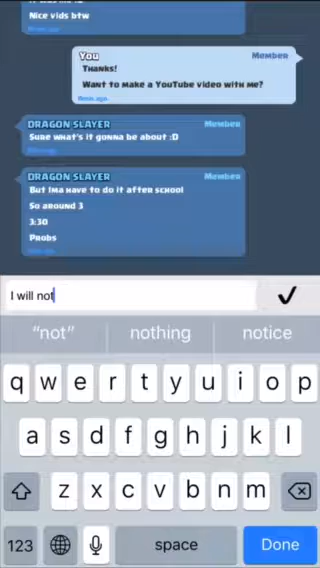 Nice vids btw
You
Member
Thanks!
Want to make a YouTube video with me?
DRAGON SLAYER
Member
Sure what's it gonna be about :D
DRAGON SLAYER
Member
But Ima have to do it after school
So around 3
3:30
Probs
I will not
"not" nothing notice
q w e r t y u i o p
a s d f g h j k l
z x c v b n m
123 space Done